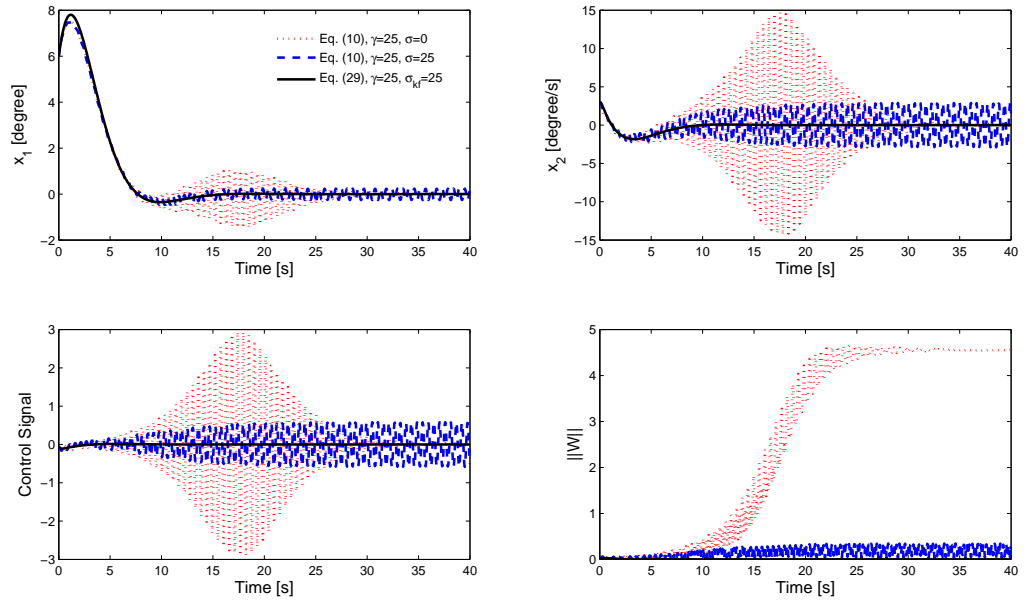 8
6
4
2
0
−2
0 5 10 15 20 25 30 35 40
x1 [degree]
Time [s]
Eq. (10), γ=25, σ=0
Eq. (10), γ=25, σ=25
Eq. (29), γ=25, σkf=25
15
10
5
0
−5
−10
−15
0 5 10 15 20 25 30 35 40
x2 [degree/s]
Time [s]
3
2
1
0
−1
−2
−3
0 5 10 15 20 25 30 35 40
Control Signal
Time [s]
5
4
3
2
1
0
0 5 10 15 20 25 30 35 40
||W||
Time [s]